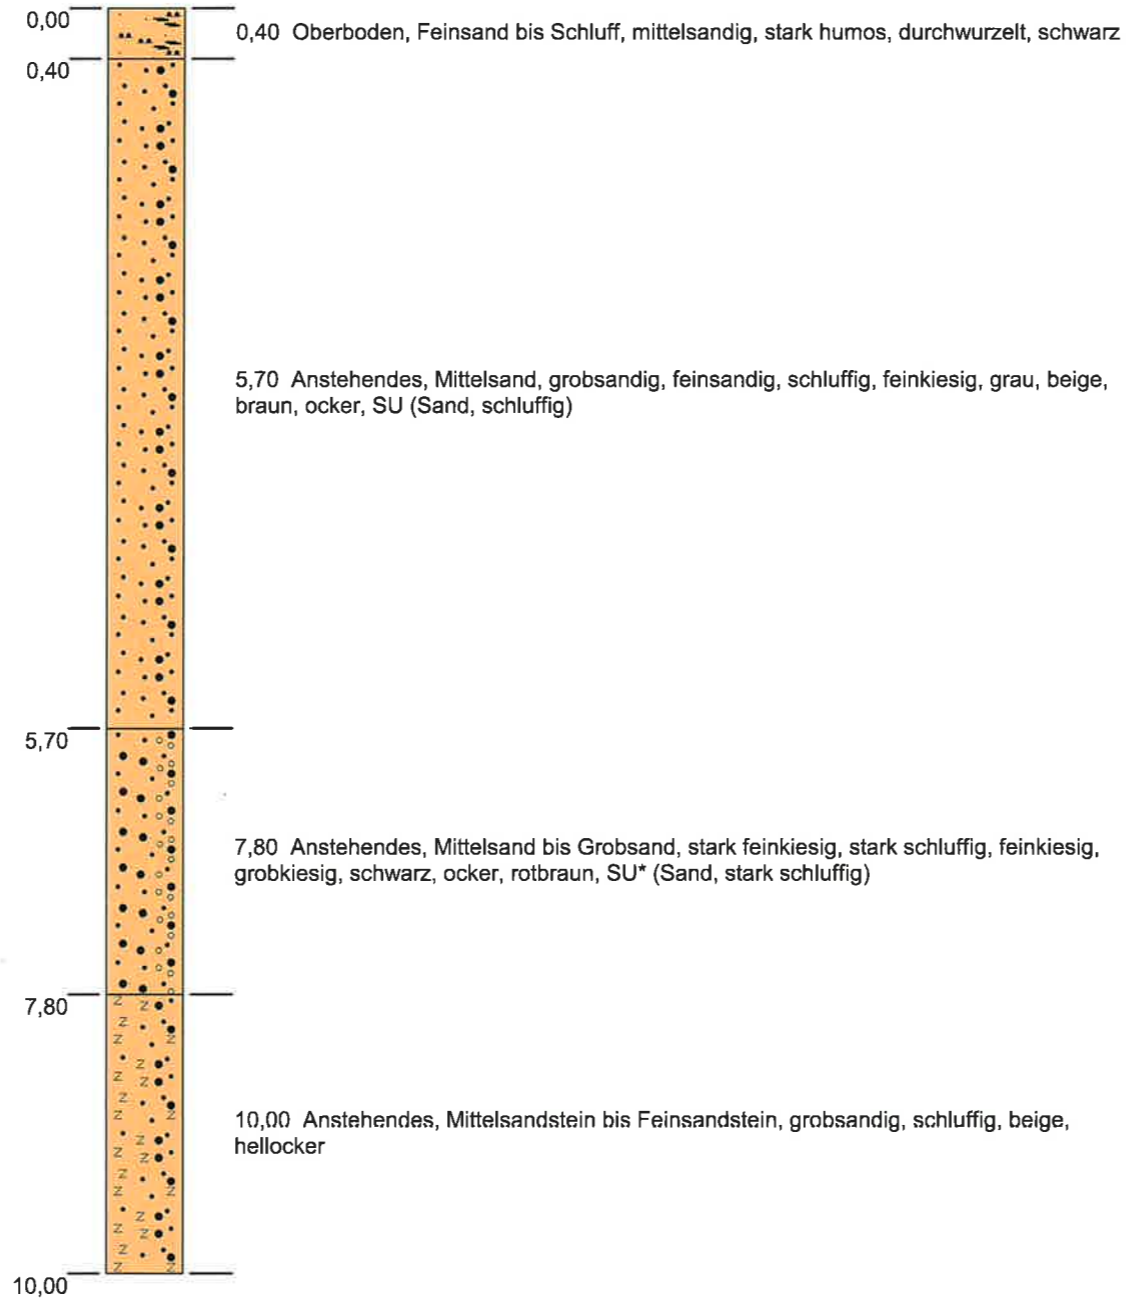 0,00
0,40 Oberboden, Feinsand bis Schluff, mittelsandig, stark humos, durchwurzelt, schwarz
0,40
5,70 Anstehendes, Mittelsand, grobsandig, feinsandig, schluffig, feinkiesig, grau, beige,
braun, ocker, SU (Sand, schluffig)
5,70
7,80 Anstehendes, Mittelsand bis Grobsand, stark feinkiesig, stark schluffig, feinkiesig,
grobkiesig, schwarz, ocker, rotbraun, SU* (Sand, stark schluffig)
7,80
10,00 Anstehendes, Mittelsandstein bis Feinsandstein, grobsandig, schluffig, beige,
hellocker
10,00